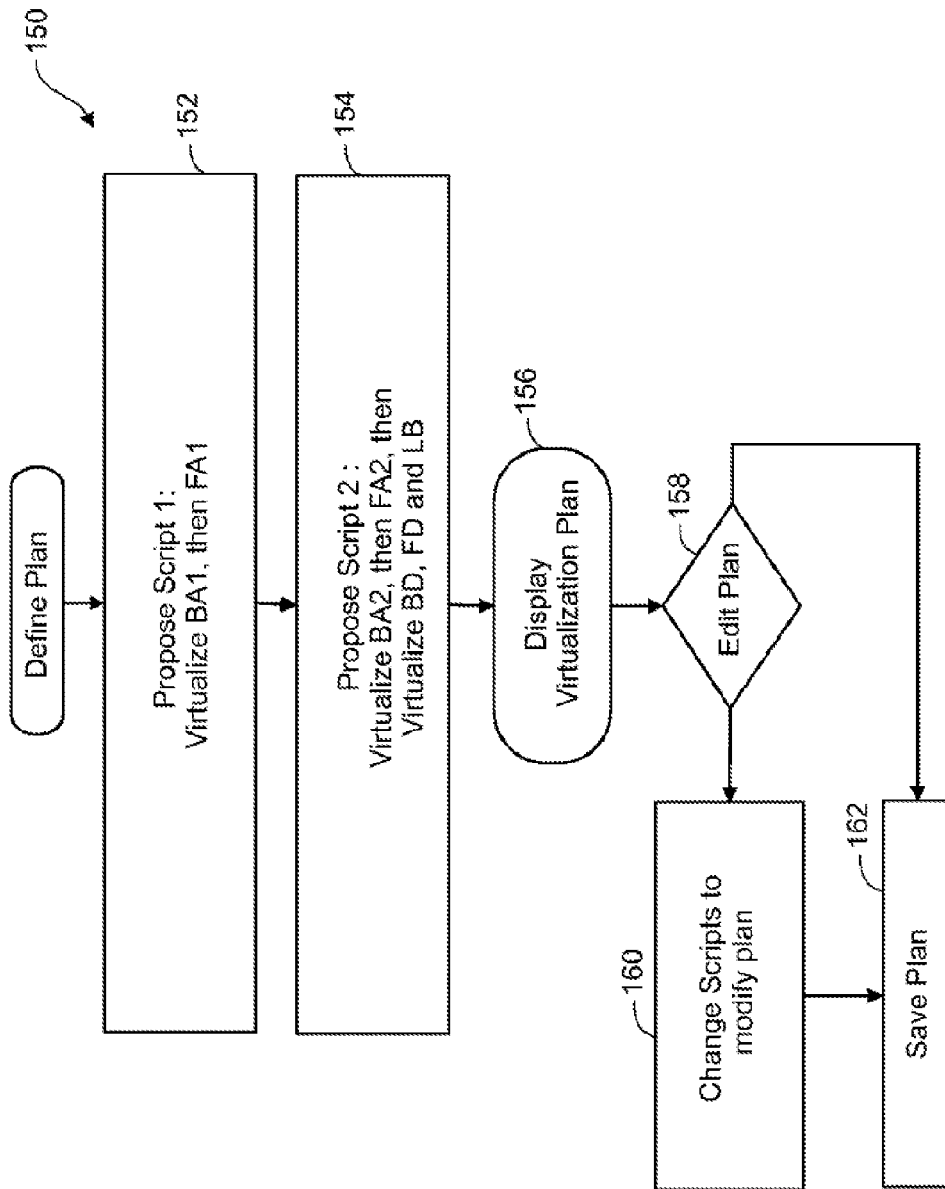 150
Define Plan
152
Propose Script 1:
Virtualize BA1, then FA1
154
Propose Script 2 :
Virtualize BA2, then FA2, then
Virtualize BD, FD and LB
156
Display
Virtualization Plan
158
Edit Plan
160
Change Scripts to
modify plan
162
Save Plan